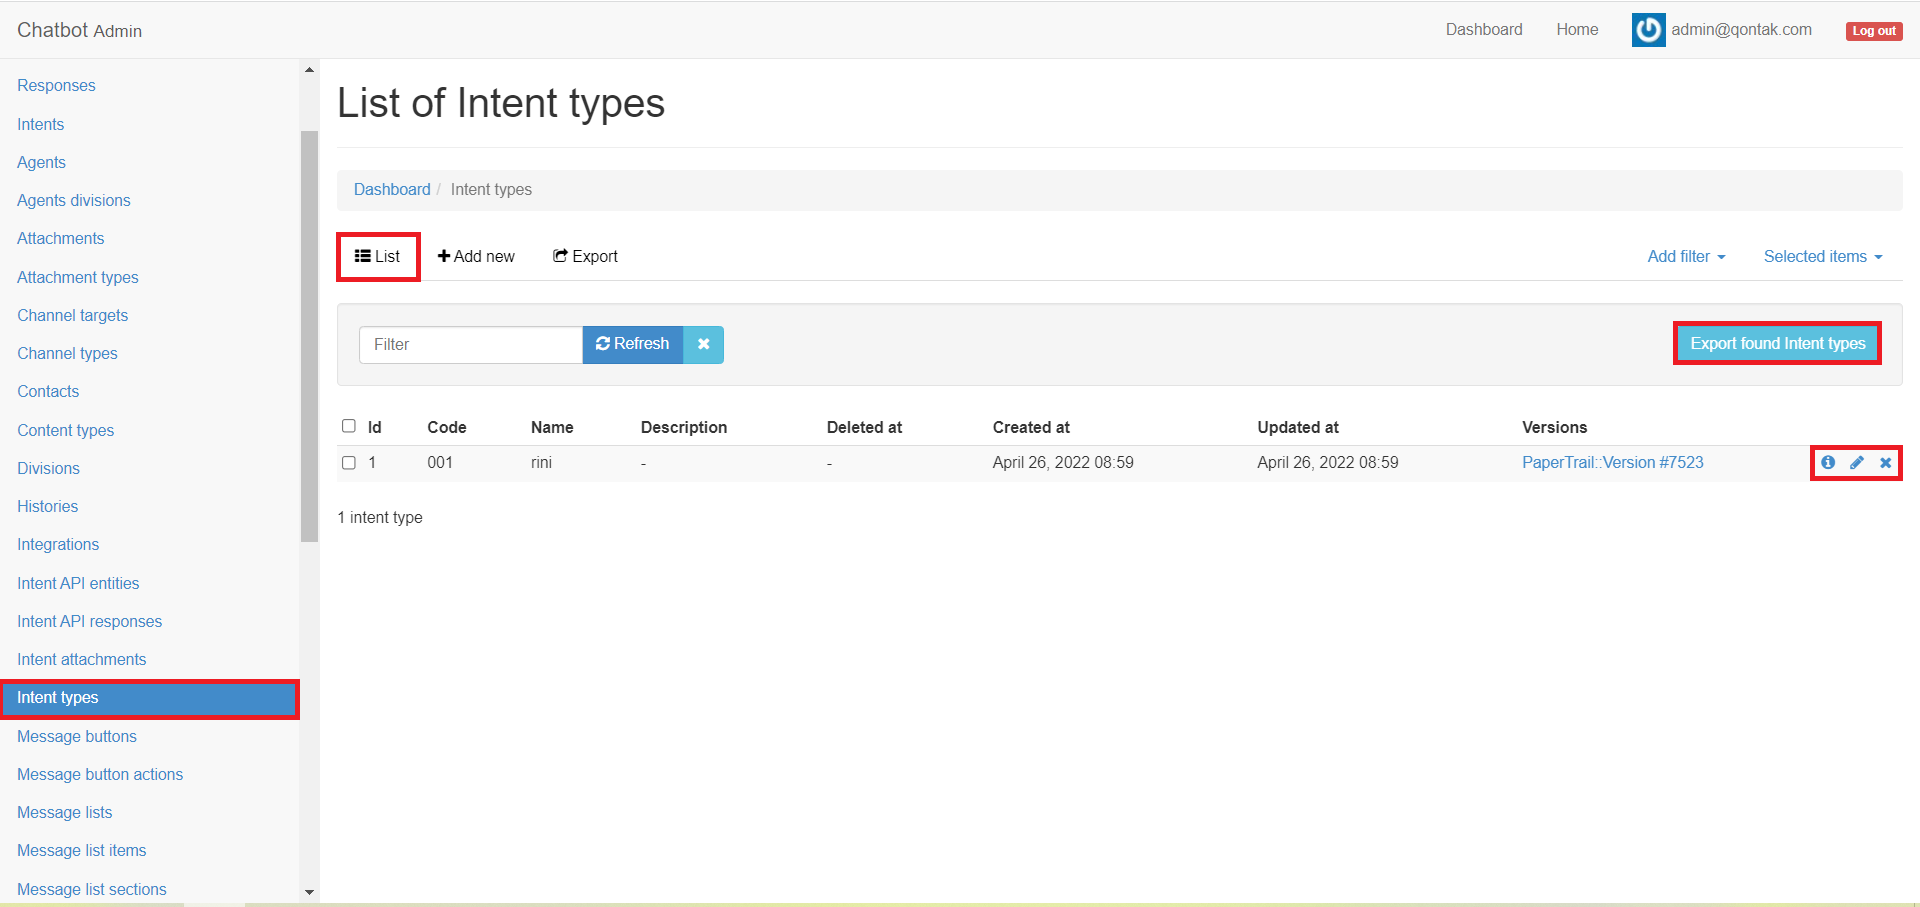 Chatbot Admin
Dashboard
Home
admin@qontak.com
Log out
Responses
Intents
Agents
Agents divisions
Attachments
Attachment types
Channel targets
Channel types
Contacts
Content types
Divisions
Histories
Integrations
Intent API entities
Intent API responses
Intent attachments
Intent types
Message buttons
Message button actions
Message lists
Message list items
Message list sections
List of Intent types
Dashboard / Intent types
List
Add new
Export
Add filter
Selected items
Filter
Refresh
Export found Intent types
Id Code Name Description Deleted at Created at Updated at Versions
1 001 rini - - April 26, 2022 08:59 April 26, 2022 08:59 PaperTrail::Version #7523
1 intent type